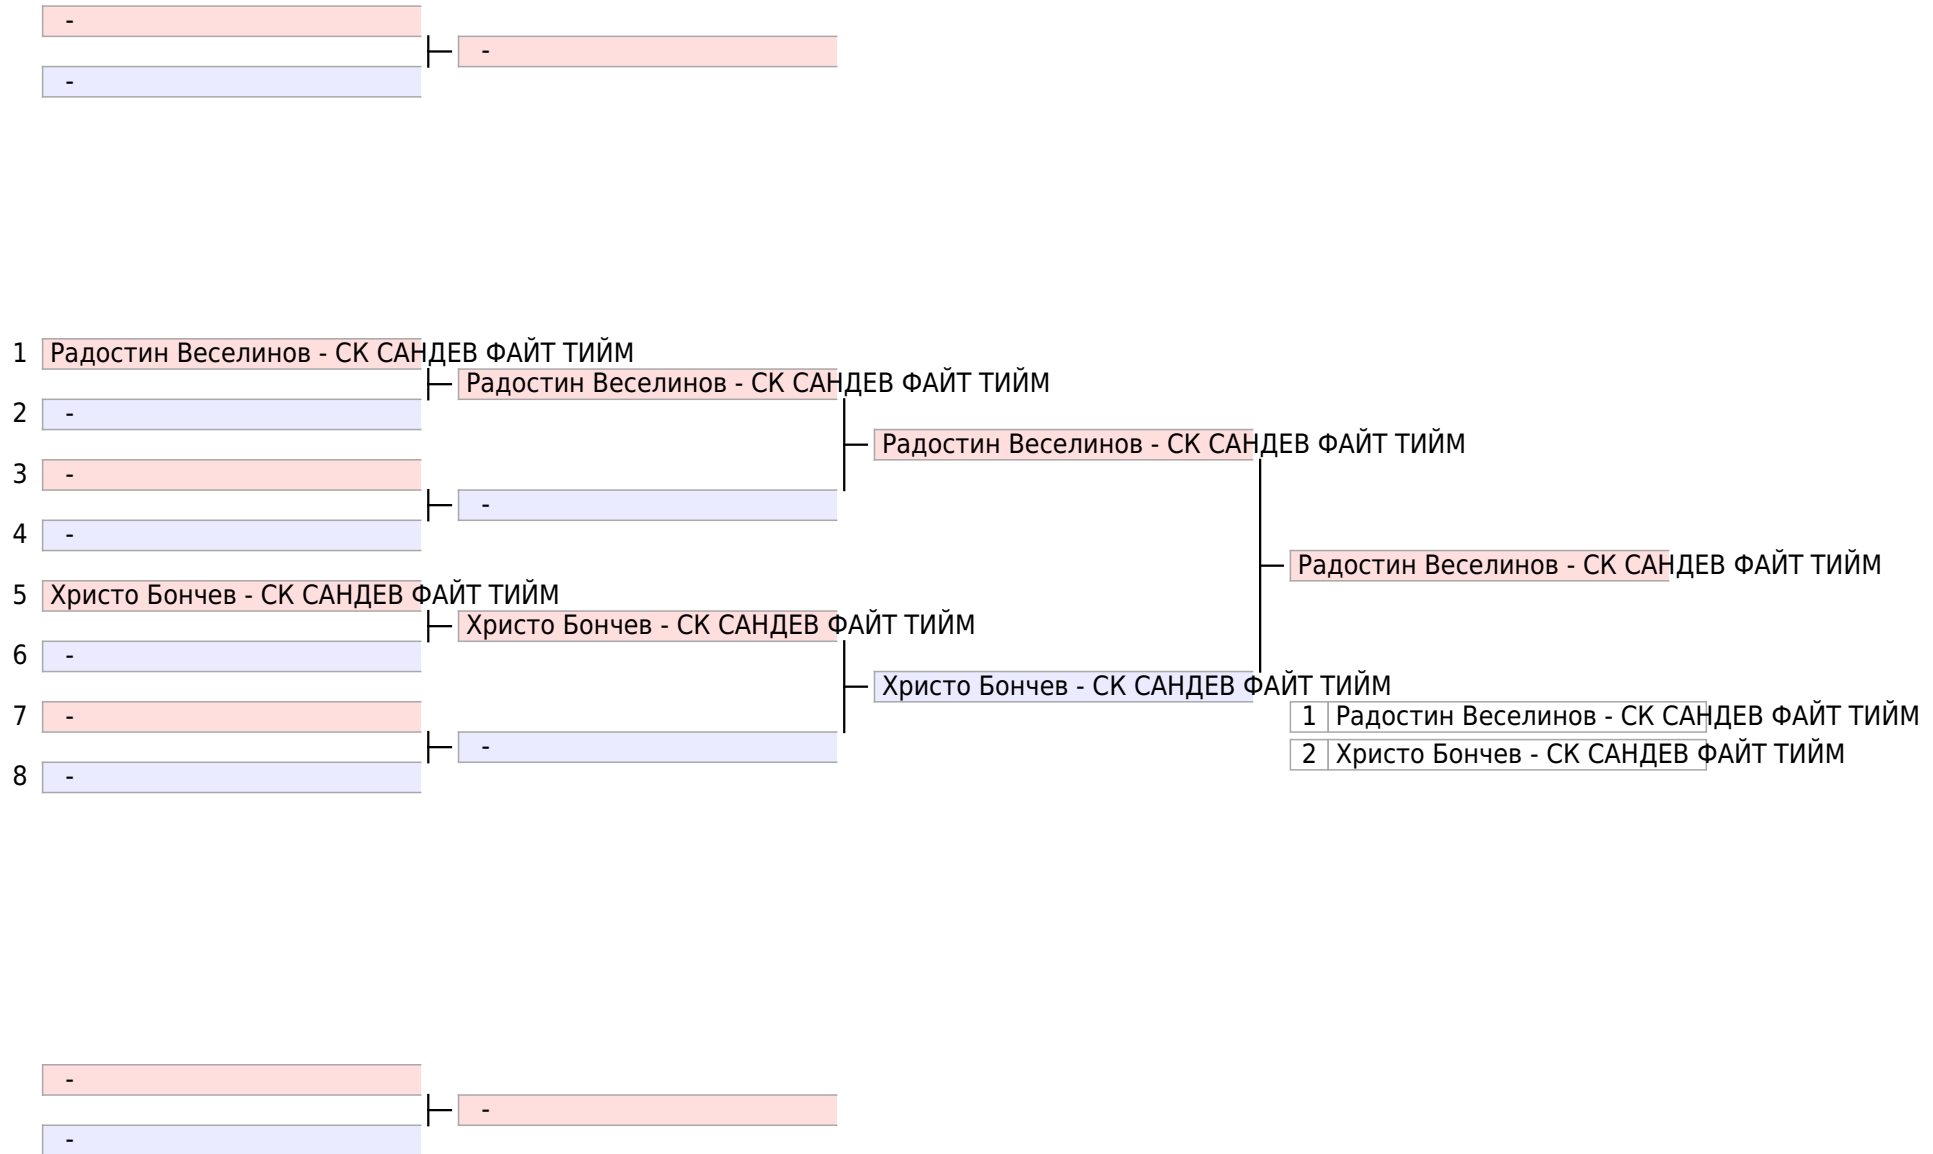 -
-
-
1 Радостин Веселинов - СК САНДЕВ ФАЙТ ТИЙМ
Радостин Веселинов - СК САНДЕВ ФАЙТ ТИЙМ
2 -
Радостин Веселинов - СК САНДЕВ ФАЙТ ТИЙМ
3 -
-
4 -
Радостин Веселинов - СК САНДЕВ ФАЙТ ТИЙМ
5 Христо Бончев - СК САНДЕВ ФАЙТ ТИЙМ
Христо Бончев - СК САНДЕВ ФАЙТ ТИЙМ
6 -
Христо Бончев - СК САНДЕВ ФАЙТ ТИЙМ
7 -
1 Радостин Веселинов - СК САНДЕВ ФАЙТ ТИЙМ
-
2 Христо Бончев - СК САНДЕВ ФАЙТ ТИЙМ
8 -
-
-
-